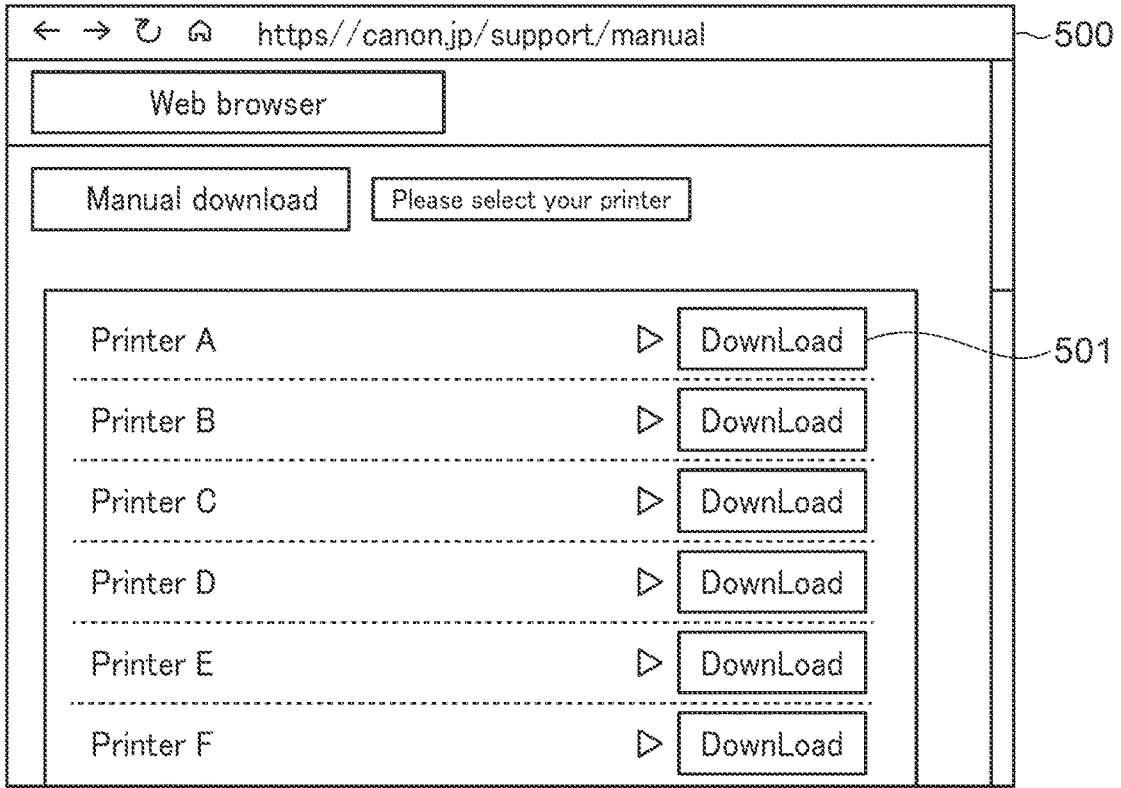 https//canon.jp/support/manual
500
Web browser
Manual download
Please select your printer
Printer A DownLoad
501
Printer B DownLoad
Printer C DownLoad
Printer D DownLoad
Printer E DownLoad
Printer F DownLoad